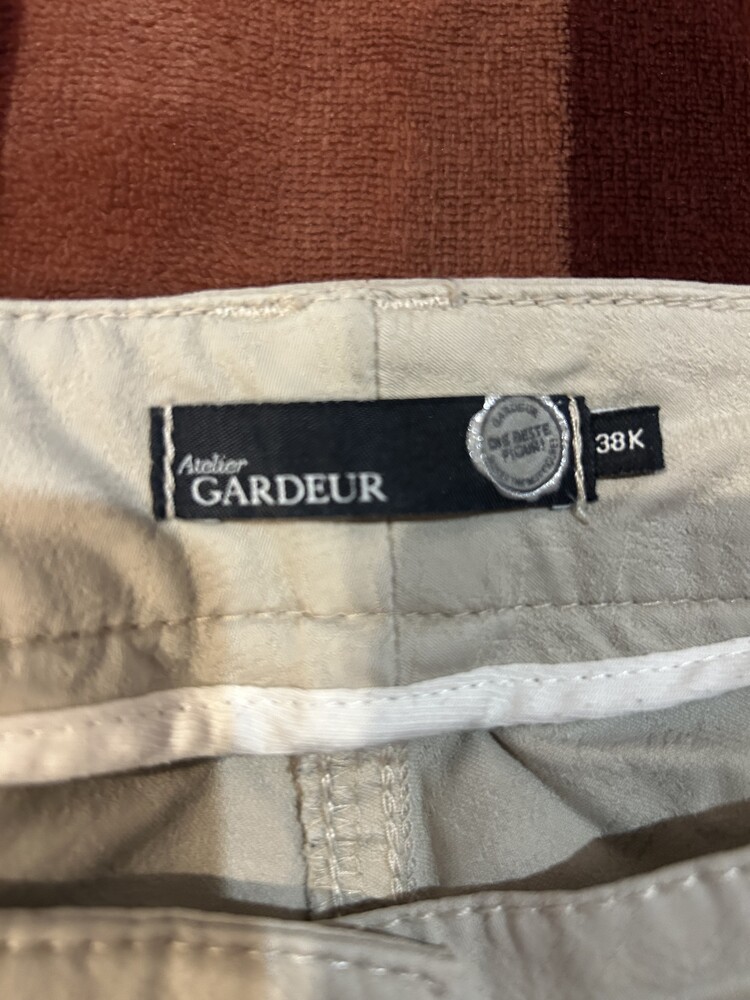 Atelier
GARDEUR
GARDEUR
DIE BESTE
FIGUR!
38K